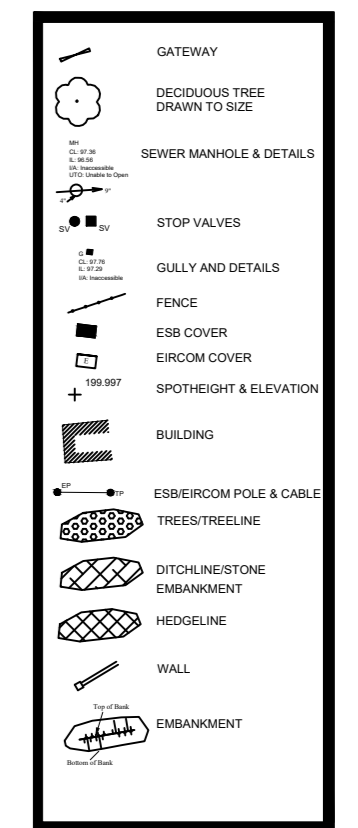 GATEWAY
DECIDUOUS TREE
DRAWN TO SIZE
MH
CL: 97.36
IL: 96.56
I/A: Inaccessible
UTO: Unable to Open
SEWER MANHOLE & DETAILS
9"
4"
SV
SV
STOP VALVES
G
CL: 97.76
IL: 97.29
I/A: Inaccessible
GULLY AND DETAILS
FENCE
ESB COVER
E
EIRCOM COVER
199.997
SPOTHEIGHT & ELEVATION
BUILDING
EP
TP
ESB/EIRCOM POLE & CABLE
TREES/TREELINE
DITCHLINE/STONE
EMBANKMENT
HEDGELINE
WALL
Top of Bank
EMBANKMENT
Bottom of Bank